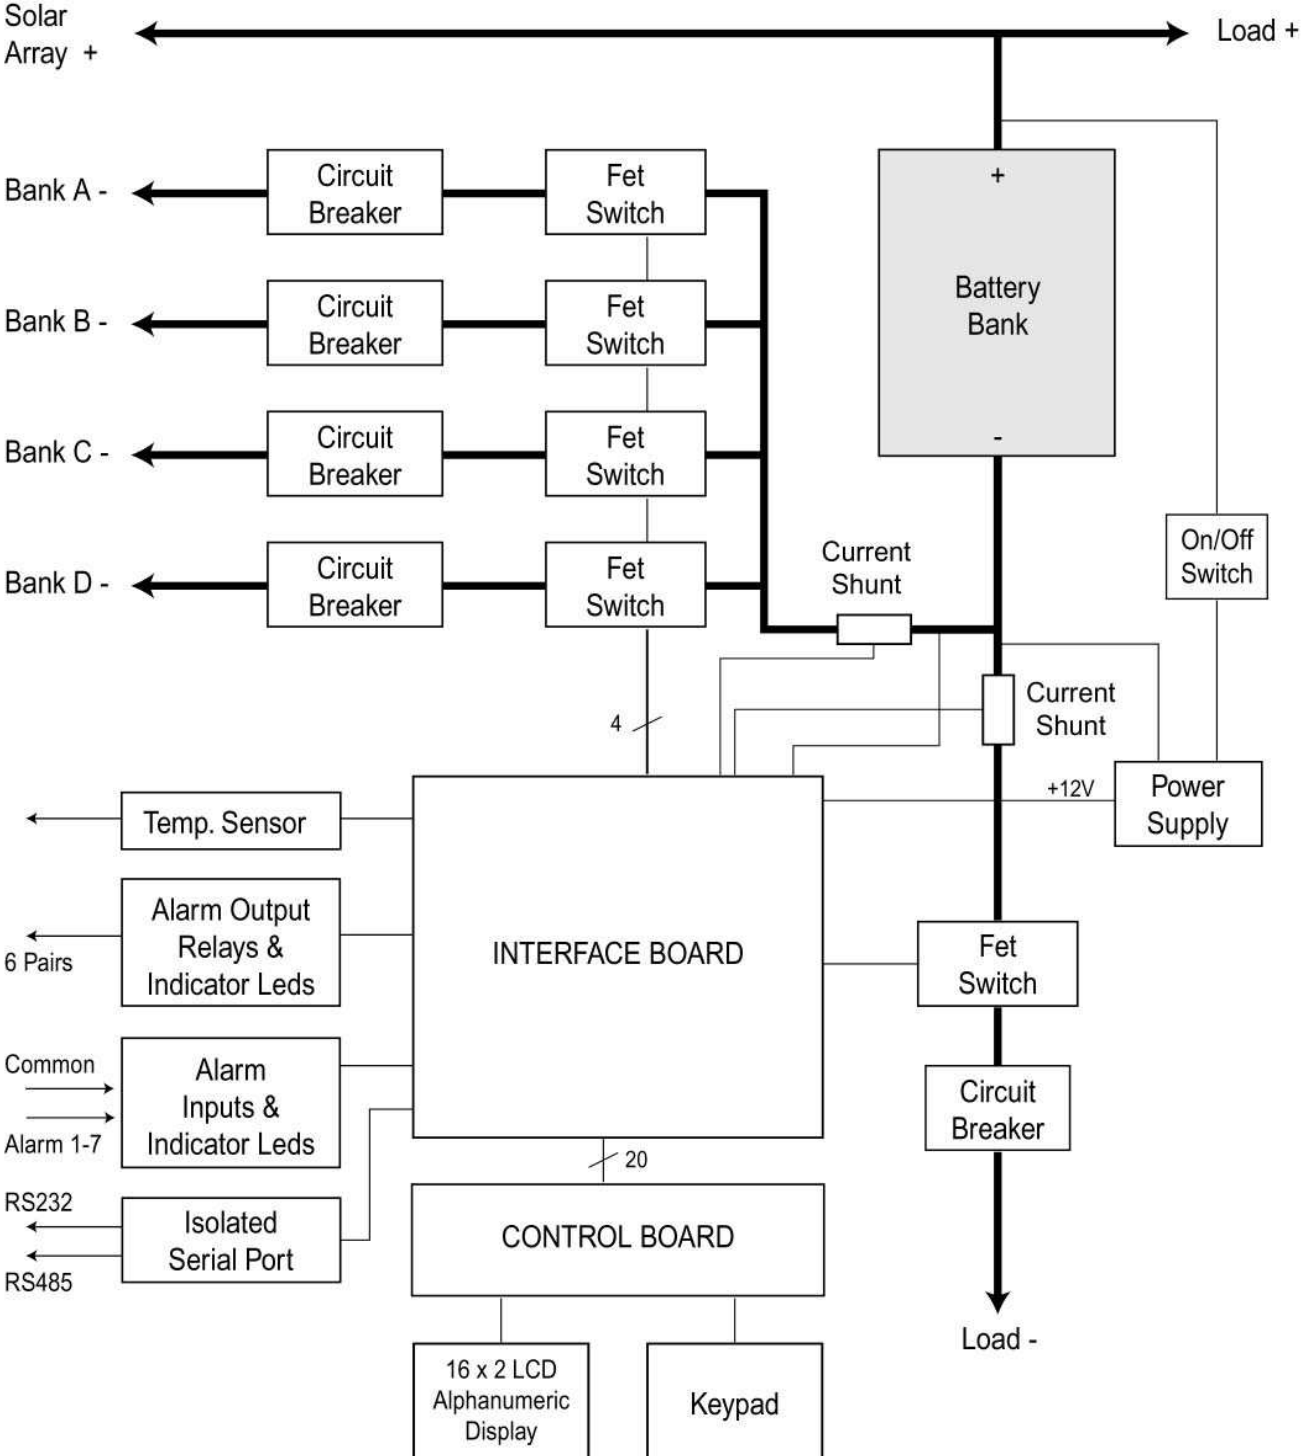 Solar
Array +
Load +
Bank A -
Circuit
Breaker
Fet
Switch
+
Battery
Bank
-
Bank B -
Circuit
Breaker
Fet
Switch
Bank C -
Circuit
Breaker
Fet
Switch
Bank D -
Circuit
Breaker
Fet
Switch
Current
Shunt
On/Off
Switch
Current
Shunt
4
+12V
Power
Supply
Temp. Sensor
Alarm Output
Relays &
Indicator Leds
6 Pairs
INTERFACE BOARD
Fet
Switch
Common
Alarm 1-7
Alarm
Inputs &
Indicator Leds
Circuit
Breaker
20
RS232
RS485
Isolated
Serial Port
CONTROL BOARD
Load -
16 x 2 LCD
Alphanumeric
Display
Keypad